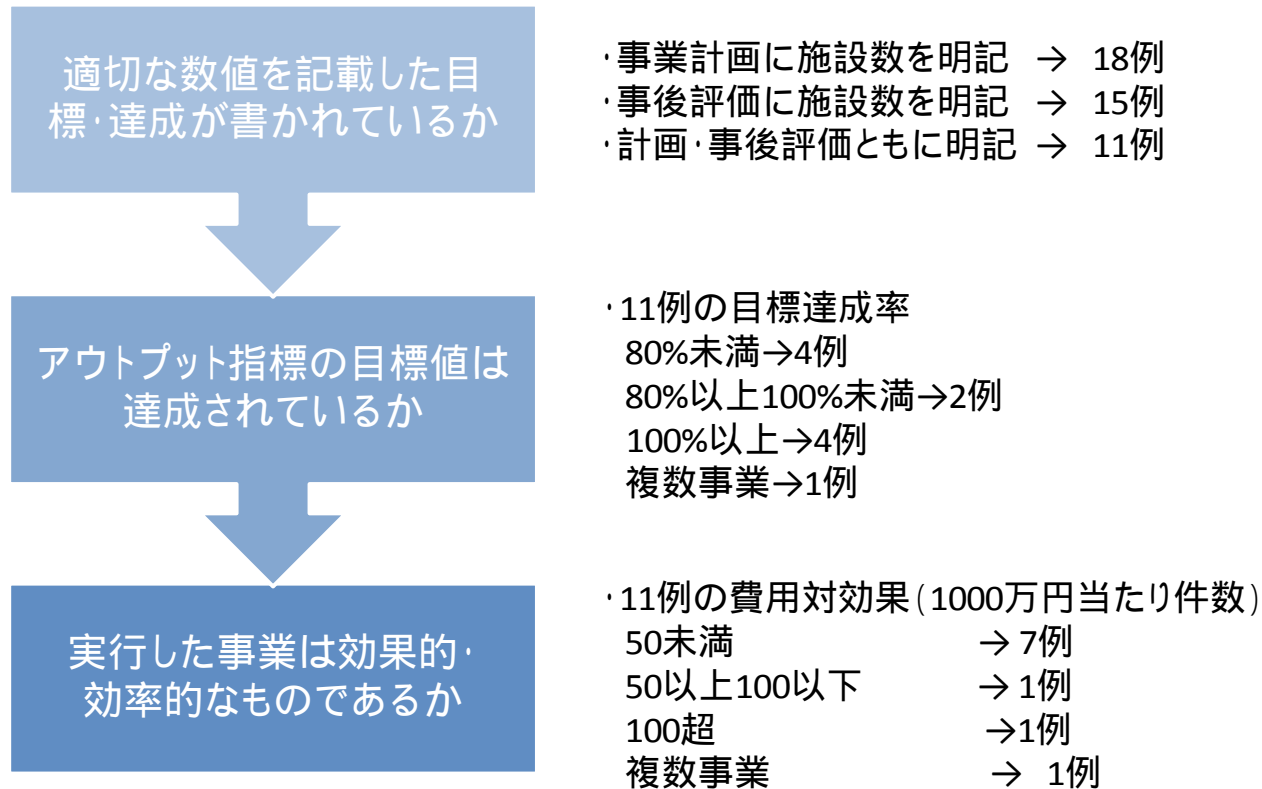 適切な数値を記載した目
標・達成が書かれているか
・事業計画に施設数を明記 → 18例
・事後評価に施設数を明記 → 15例
・計画・事後評価ともに明記 → 11例
アウトプット指標の目標値は
達成されているか
・11例の目標達成率
80%未満→4例
80%以上100%未満→2例
100%以上→4例
複数事業→1例
実行した事業は効果的・
効率的なものであるか
・11例の費用対効果(1000万円当たり件数)
50未満 → 7例
50以上100以下 → 1例
100超 →1例
複数事業 → 1例